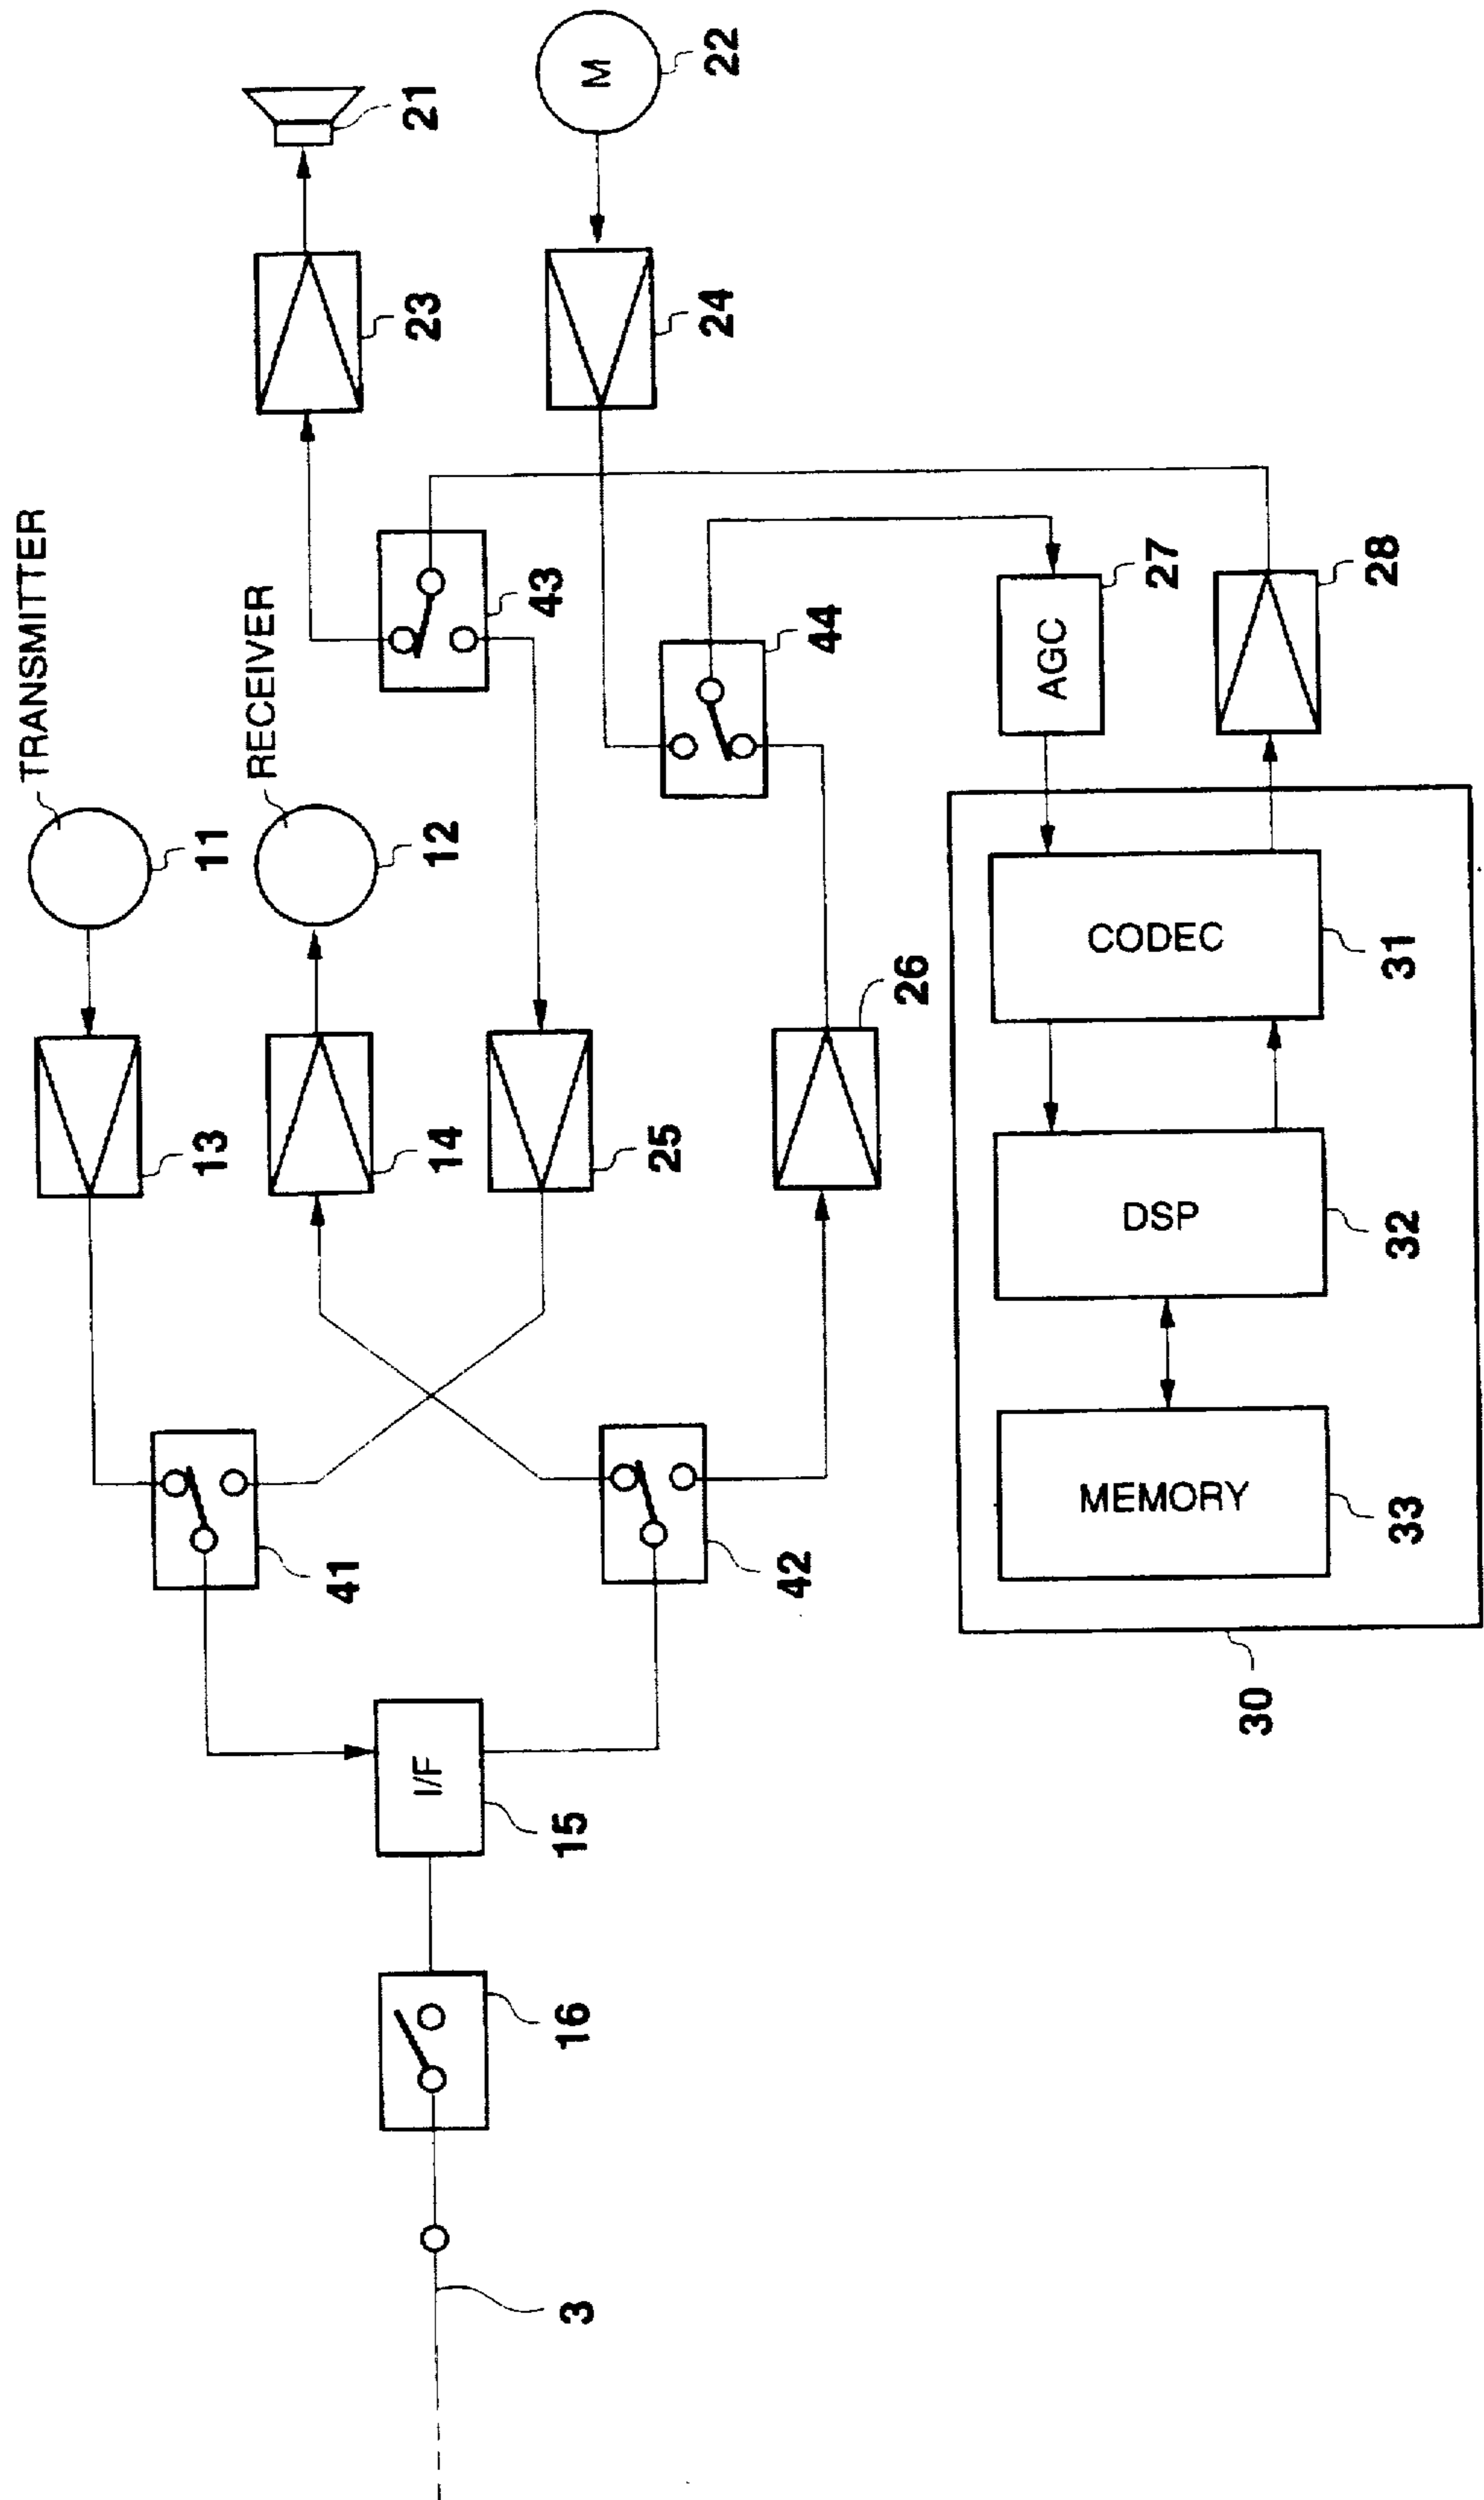 TRANSMITTER
11
13
RECEIVER
12
14
41
21
23
43
25
15
16
3
M
22
24
44
26
42
AGC
27
28
CODEC
31
DSP
32
MEMORY
33
30
I/F